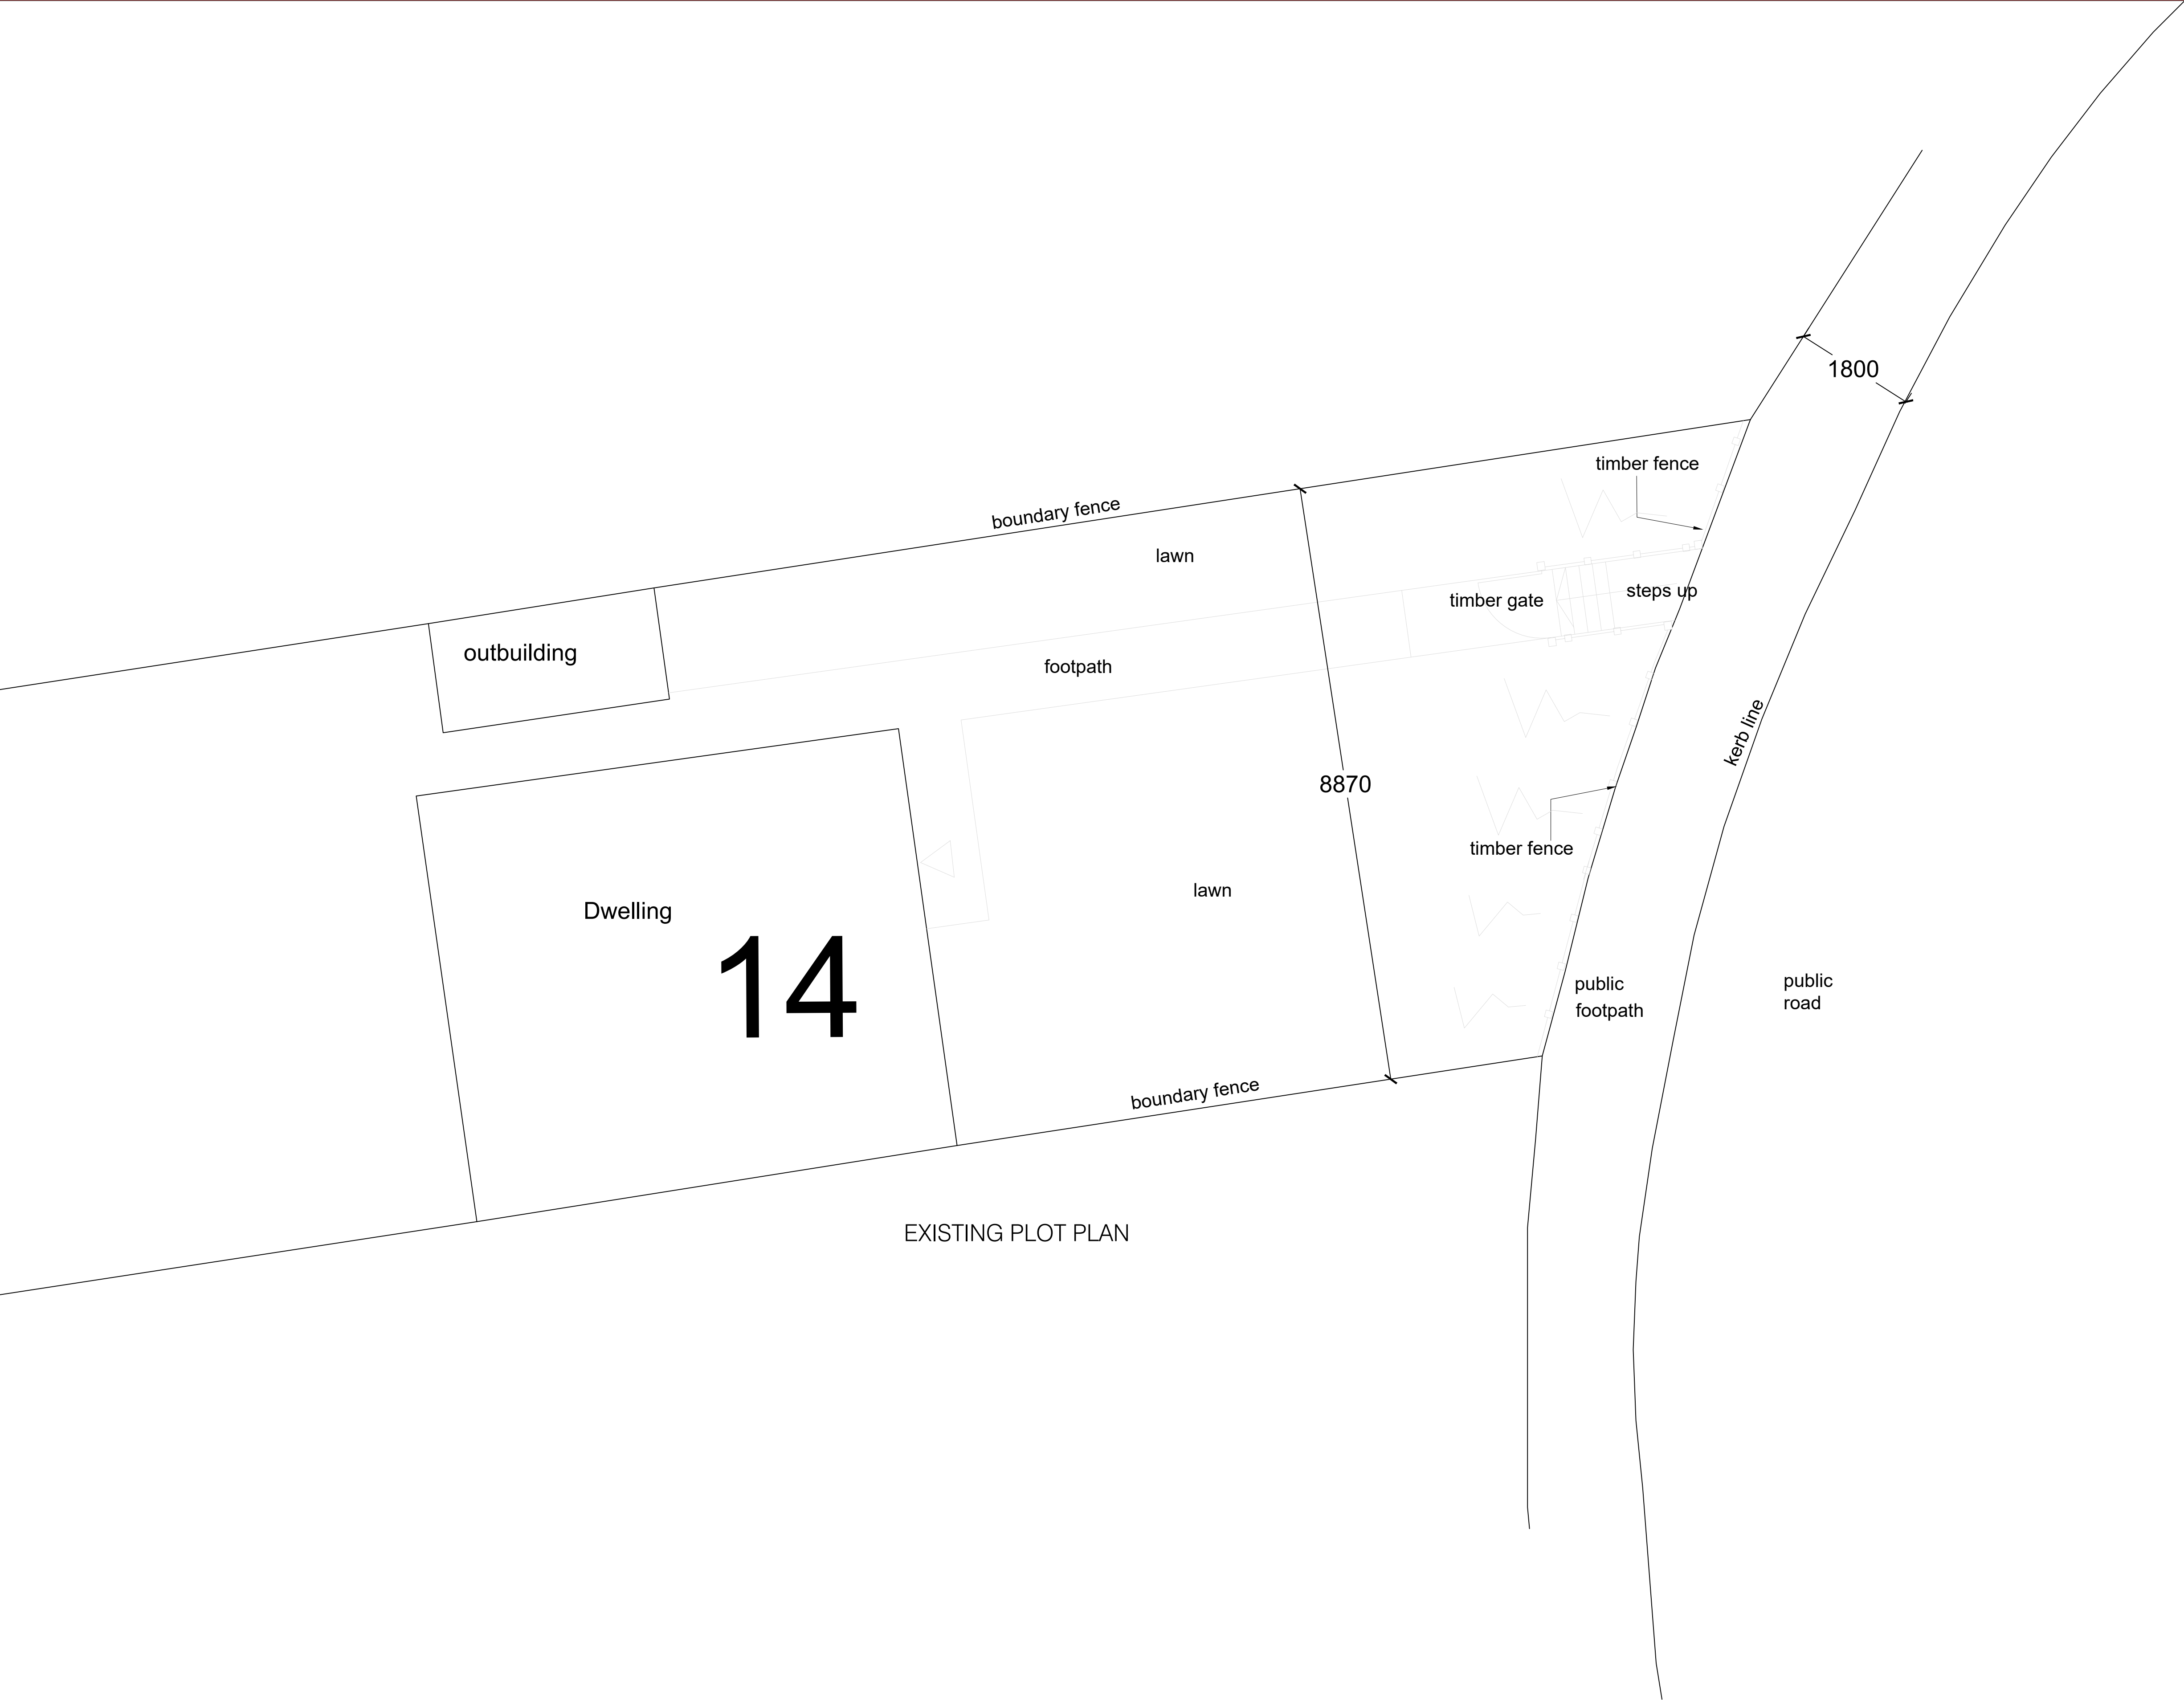 1800
timber fence
boundary fence
lawn
steps up
timber gate
outbuilding
footpath
kerb line
8870
timber fence
lawn
Dwelling
14
public
footpath
public
road
boundary fence
EXISTING PLOT PLAN